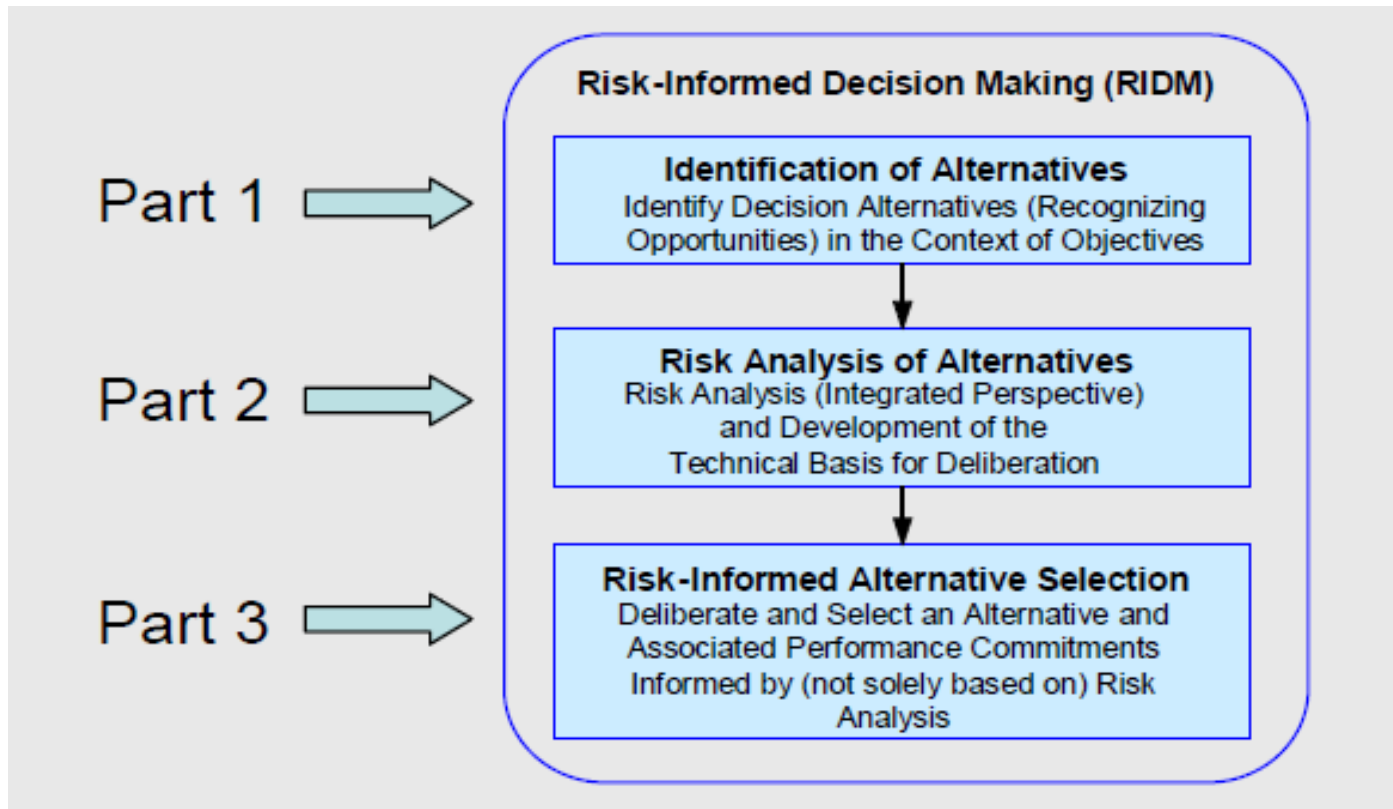 Risk-Informed Decision Making (RIDM)
Part 1
Identification of Alternatives
Identify Decision Alternatives (Recognizing
Opportunities) in the Context of Objectives
Part 2
Risk Analysis of Alternatives
Risk Analysis (Integrated Perspective)
and Development of the
Technical Basis for Deliberation
Part 3
Risk-Informed Alternative Selection
Deliberate and Select an Alternative and
Associated Performance Commitments
Informed by (not solely based on) Risk
Analysis